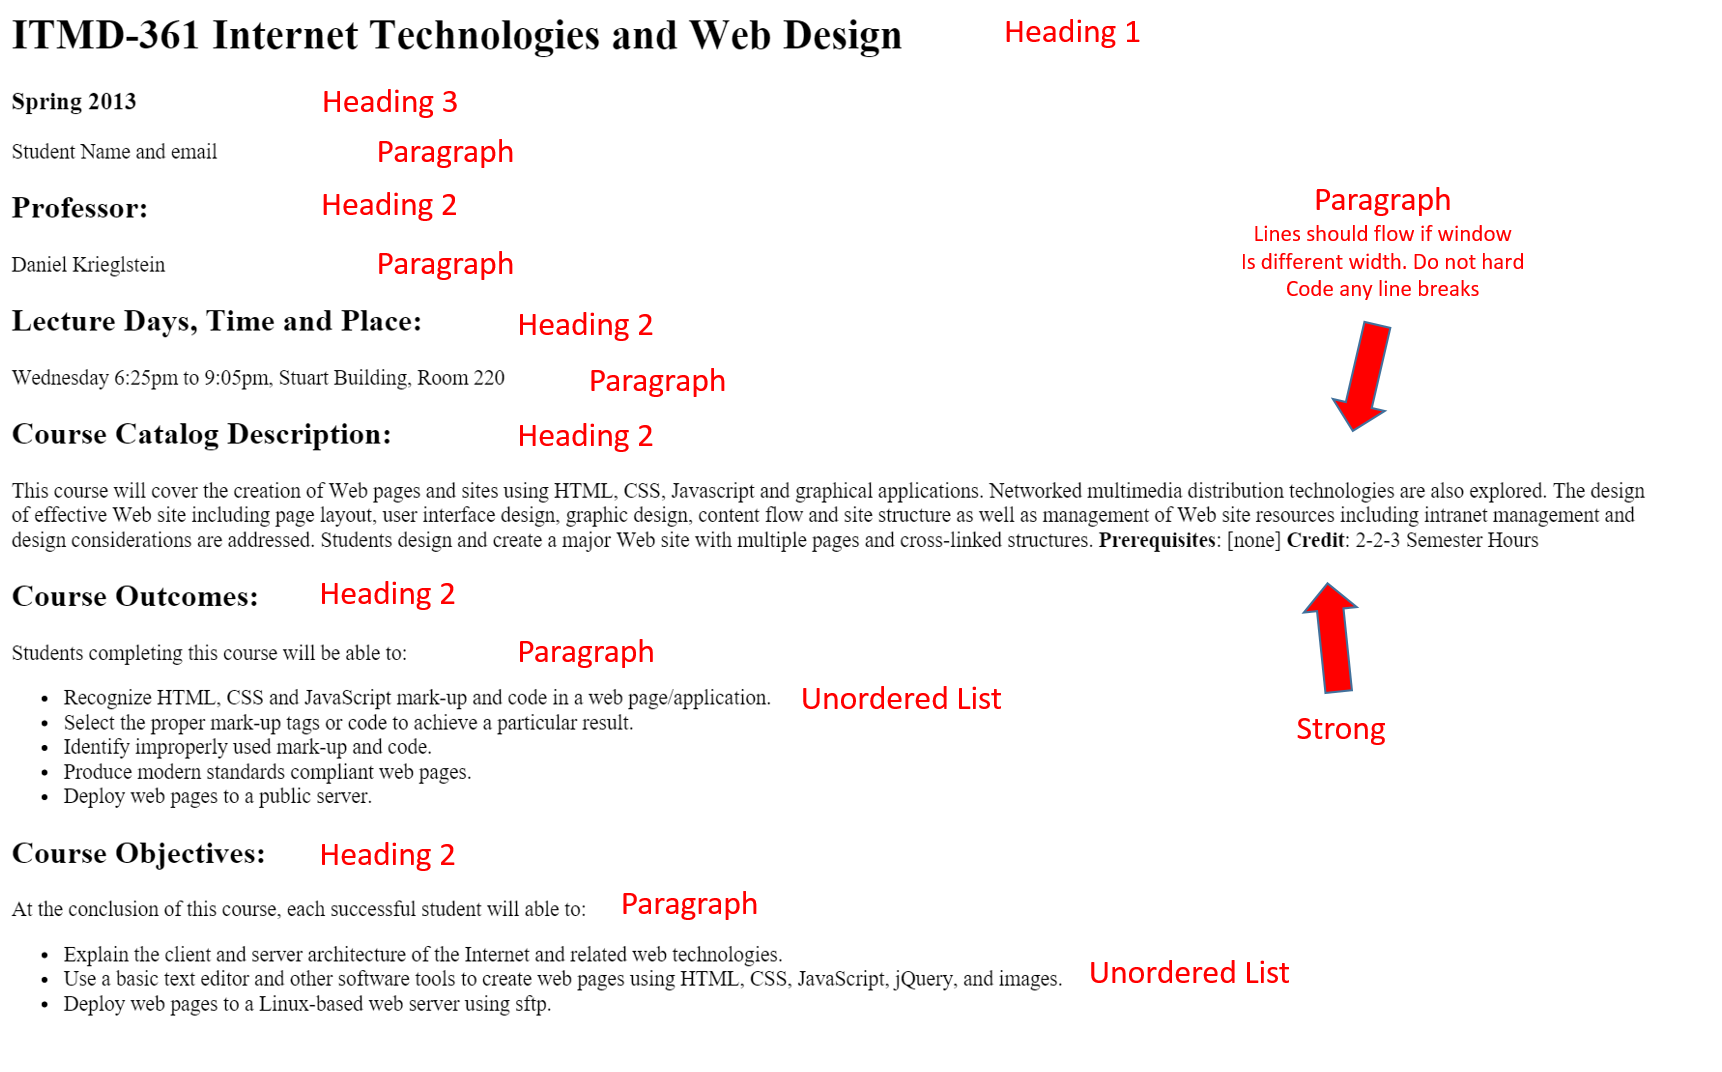 ITMD-361 Internet Technologies and Web Design Heading 1
Spring 2013 Heading 3
Student Name and email Paragraph
Professor: Heading 2
Daniel Krieglstein Paragraph
Paragraph
Lines should flow if window
Is different width. Do not hard
Code any line breaks
Lecture Days, Time and Place: Heading 2
Wednesday 6:25pm to 9:05pm, Stuart Building, Room 220 Paragraph
Course Catalog Description: Heading 2
This course will cover the creation of Web pages and sites using HTML, CSS, Javascript and graphical applications. Networked multimedia distribution technologies are also explored. The design
of effective Web site including page layout, user interface design, graphic design, content flow and site structure as well as management of Web site resources including intranet management and
design considerations are addressed. Students design and create a major Web site with multiple pages and cross-linked structures. Prerequisites: [none] Credit: 2-2-3 Semester Hours
Course Outcomes: Heading 2
Students completing this course will be able to: Paragraph
• Recognize HTML, CSS and JavaScript mark-up and code in a web page/application. Unordered List
• Select the proper mark-up tags or code to achieve a particular result.
Strong
• Identify improperly used mark-up and code.
• Produce modern standards compliant web pages.
• Deploy web pages to a public server.
Course Objectives: Heading 2
At the conclusion of this course, each successful student will able to: Paragraph
• Explain the client and server architecture of the Internet and related web technologies.
• Use a basic text editor and other software tools to create web pages using HTML, CSS, JavaScript, jQuery, and images. Unordered List
• Deploy web pages to a Linux-based web server using sftp.